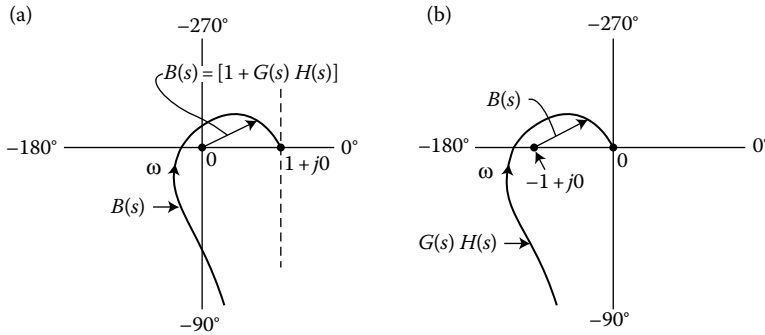 (a)
−270°
B(s) = [1 + G(s) H(s)]
−180°
0
1 + j0
0°
ω
B(s)
−90°
(b)
−270°
B(s)
−180°
0
0°
ω
−1 + j0
G(s) H(s)
−90°